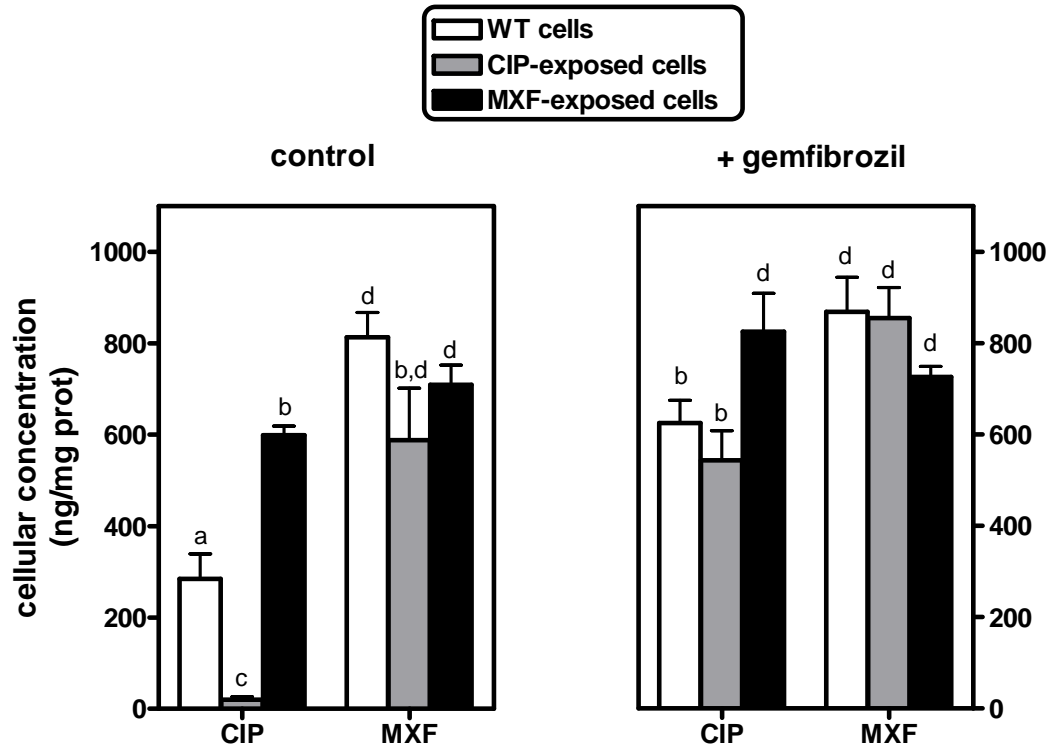 WT cells
CIP-exposed cells
MXF-exposed cells
control
+ gemfibrozil
cellular concentration
(ng/mg prot)
1000
800
600
400
200
0
a
c
b
d
b,d
d
CIP
MXF
b
b
d
d
d
d
1000
800
600
400
200
0
CIP
MXF